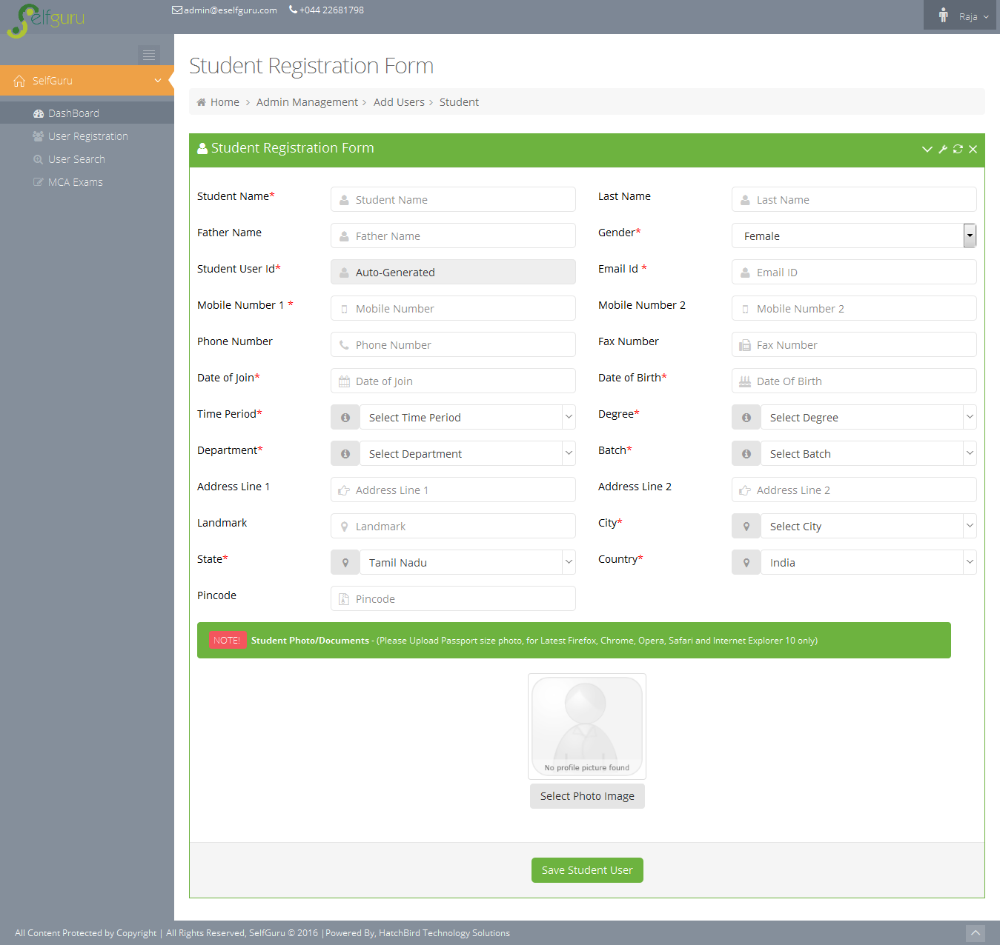 Selfguru
admin@eselfguru.com +044 22681798
Raja
SelfGuru
DashBoard
User Registration
User Search
MCA Exams
Student Registration Form
Home > Admin Management > Add Users > Student
Student Registration Form
Student Name* Student Name Last Name Last Name
Father Name Father Name Gender* Female
Student User Id* Auto-Generated Email Id * Email ID
Mobile Number 1 * Mobile Number Mobile Number 2 Mobile Number 2
Phone Number Phone Number Fax Number Fax Number
Date of Join* Date of Join Date of Birth* Date Of Birth
Time Period* Select Time Period Degree* Select Degree
Department* Select Department Batch* Select Batch
Address Line 1 Address Line 1 Address Line 2 Address Line 2
Landmark Landmark City* Select City
State* Tamil Nadu Country* India
Pincode Pincode
NOTE! Student Photo/Documents - (Please Upload Passport size photo, for Latest Firefox, Chrome, Opera, Safari and Internet Explorer 10 only)
No profile picture found
Select Photo Image
Save Student User
All Content Protected by Copyright | All Rights Reserved, SelfGuru © 2016 |Powered By, HatchBird Technology Solutions